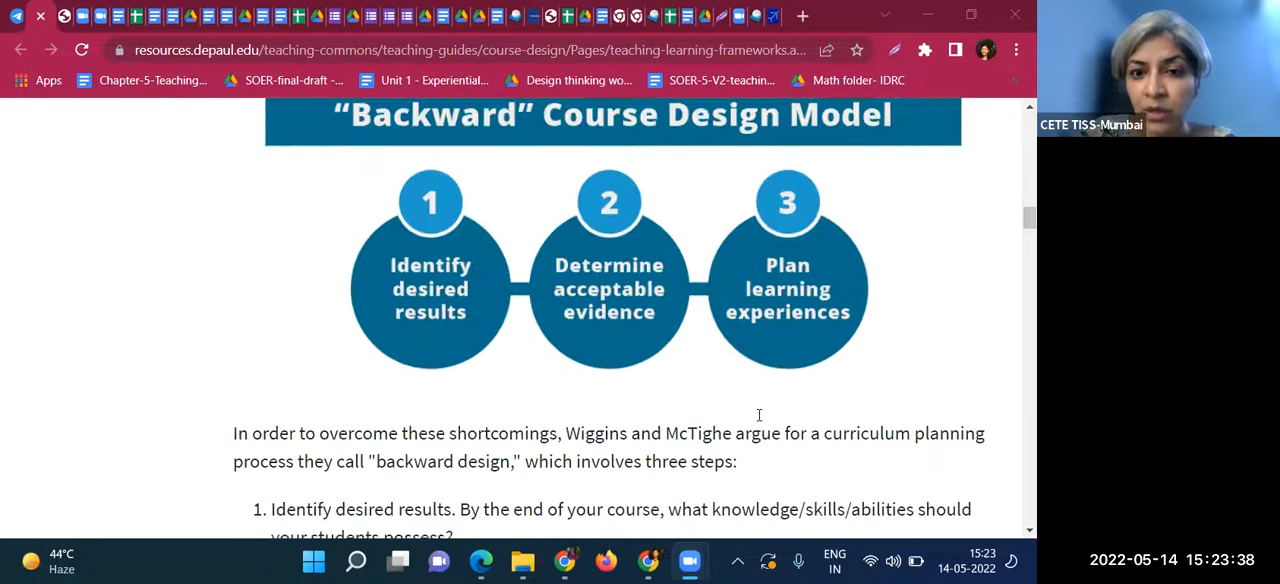 resources.depaul.edu/teaching-commons/teaching-guides/course-design/Pages/teaching-learning-frameworks.a...
Apps
Chapter-5-Teaching...
SOER-final-draft -...
Unit 1 - Experiential...
Design thinking wo...
SOER-5-V2-teachin...
Math folder- IDRC
CETE TISS-Mumbai
"Backward" Course Design Model
1
Identify
desired
results
2
Determine
acceptable
evidence
3
Plan
learning
experiences
In order to overcome these shortcomings, Wiggins and McTighe argue for a curriculum planning
process they call "backward design," which involves three steps:
1. Identify desired results. By the end of your course, what knowledge/skills/abilities should
your students possess?
44°C
Haze
ENG
IN
15:23
14-05-2022
2022-05-14 15:23:38